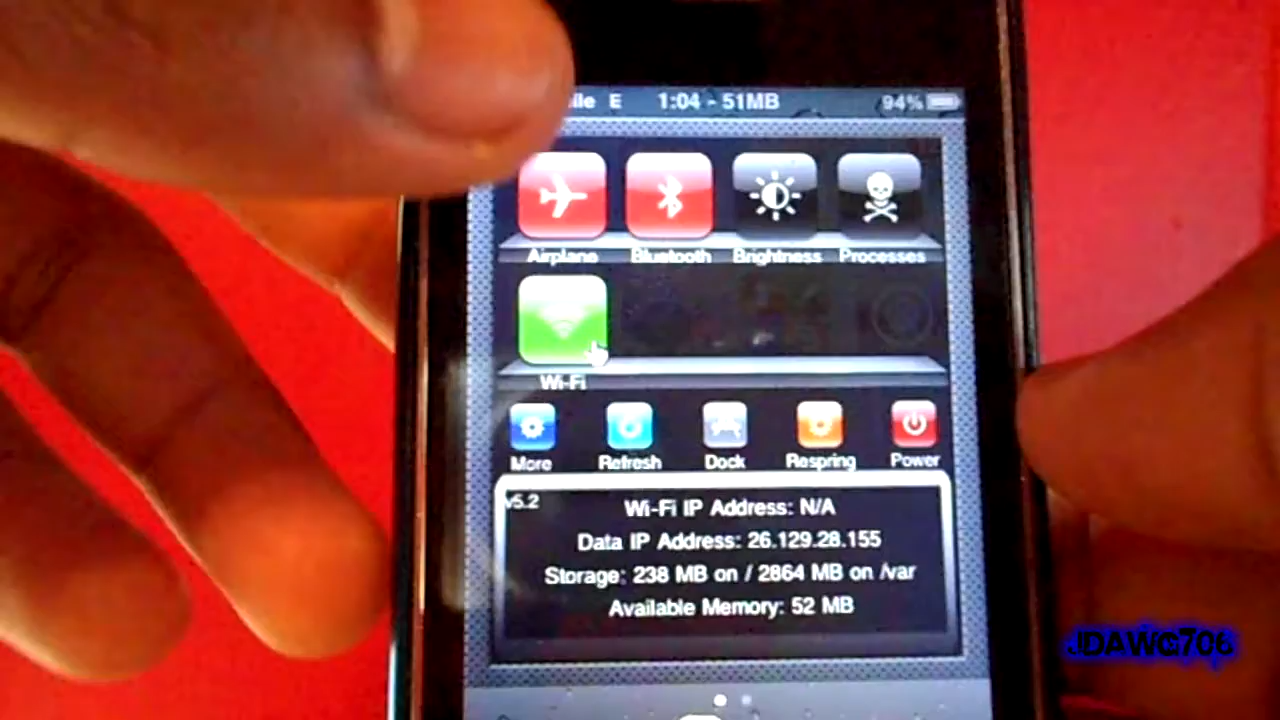 ile E 1:04 - 51MB 94%
Airplane Bluetooth Brightness Processes
Wi-Fi
More Refresh Dock Respring Power
v5.2
Wi-Fi IP Address: N/A
Data IP Address: 26.129.28.155
Storage: 238 MB on / 2864 MB on /var
Available Memory: 52 MB
JDAWG706